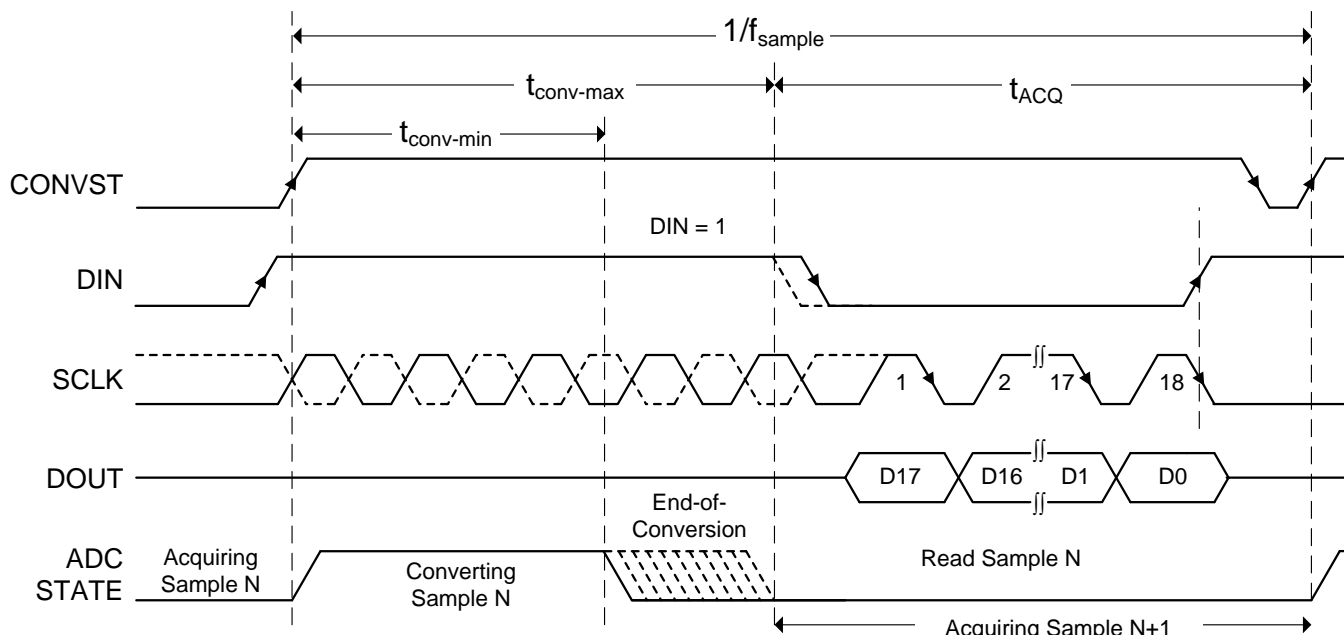 1/fsample
tconv-max
tACQ
tconv-min
CONVST
DIN = 1
DIN
SCLK
1
2
17
18
DOUT
D17
D16
D1
D0
End-of-
Conversion
ADC
STATE
Acquiring
Sample N
Converting
Sample N
Read Sample N
Acquiring Sample N+1